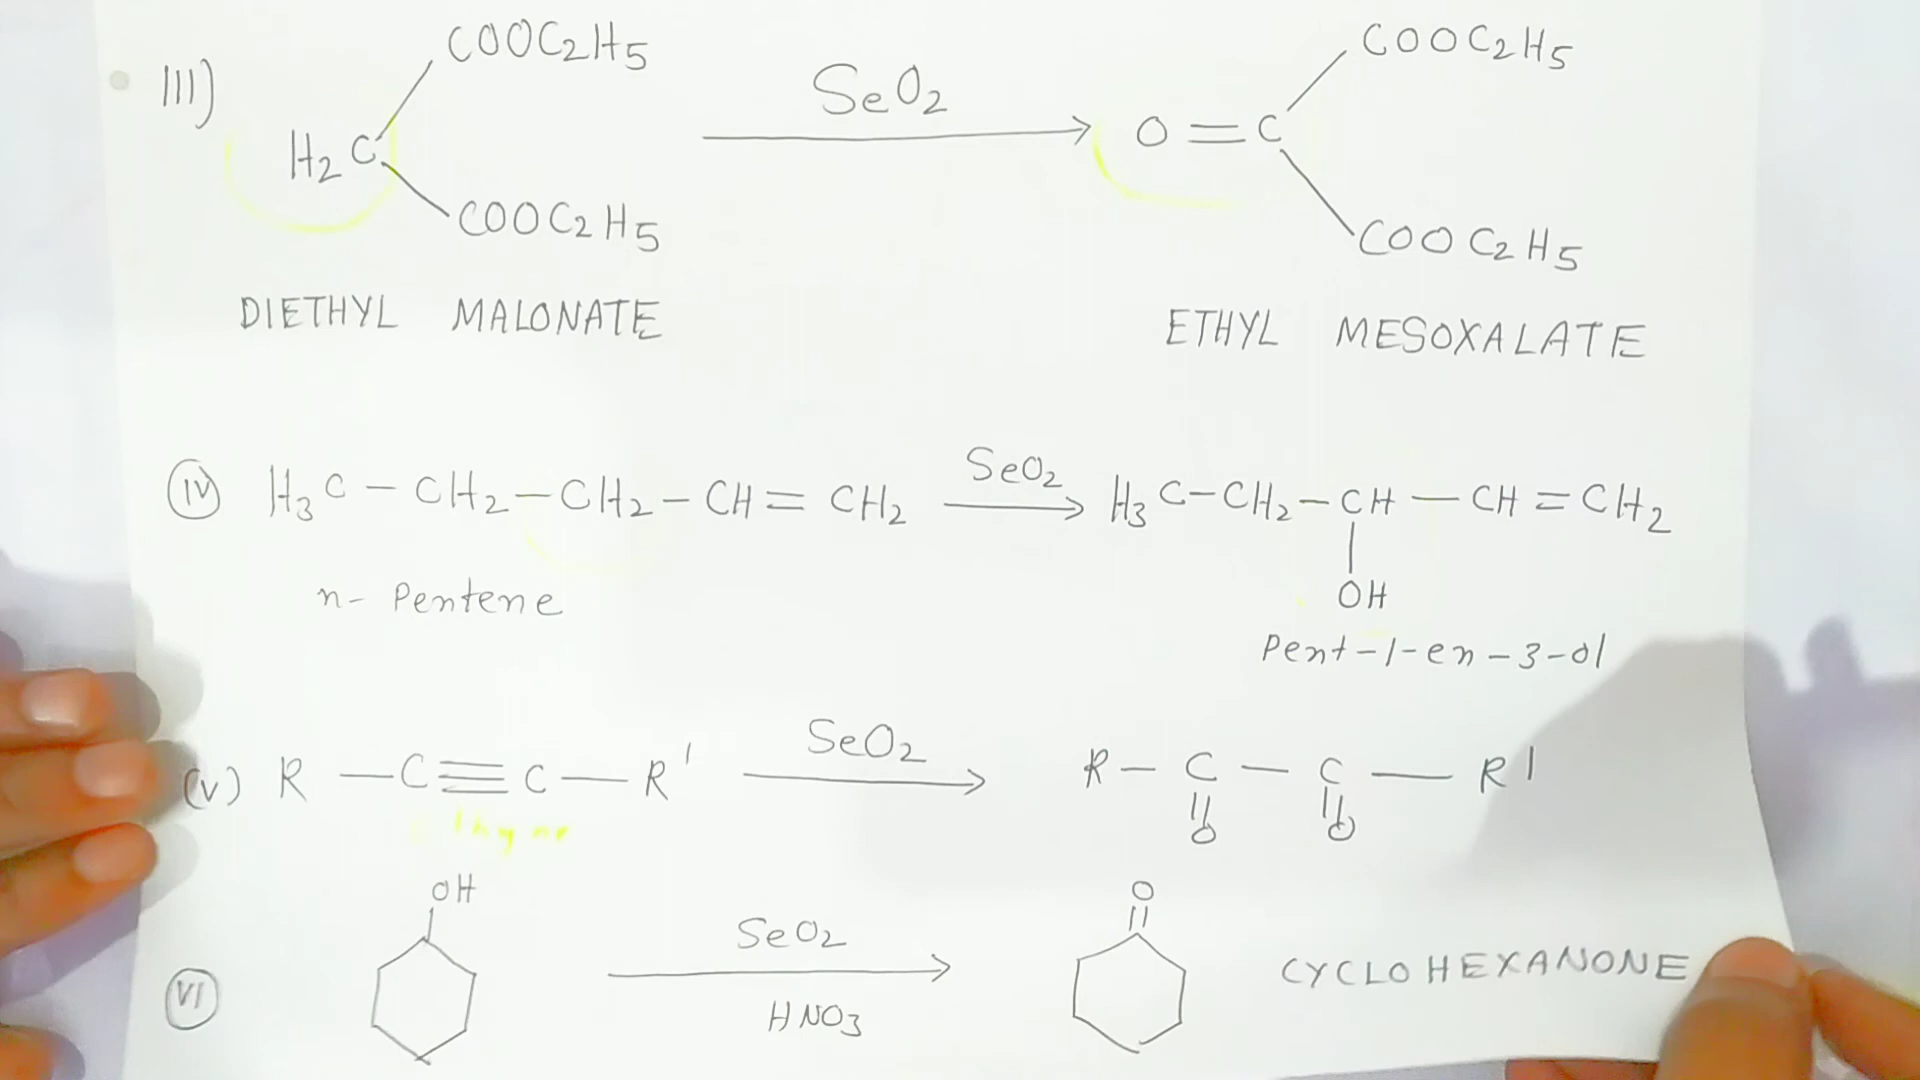 III) H2C COOC2H5 COOC2H5 SeO2 O=C COOC2H5 COOC2H5
DIETHYL MALONATE ETHYL MESOXALATE
IV H3C-CH2-CH2-CH=CH2 SeO2 H3C-CH2-CH-CH=CH2
OH
n- Pentene
Pent-1-en-3-ol
(V) R-C≡C-R' SeO2 R-C-C-R'
O O
OH O
VI SeO2 CYCLOHEXANONE
HNO3